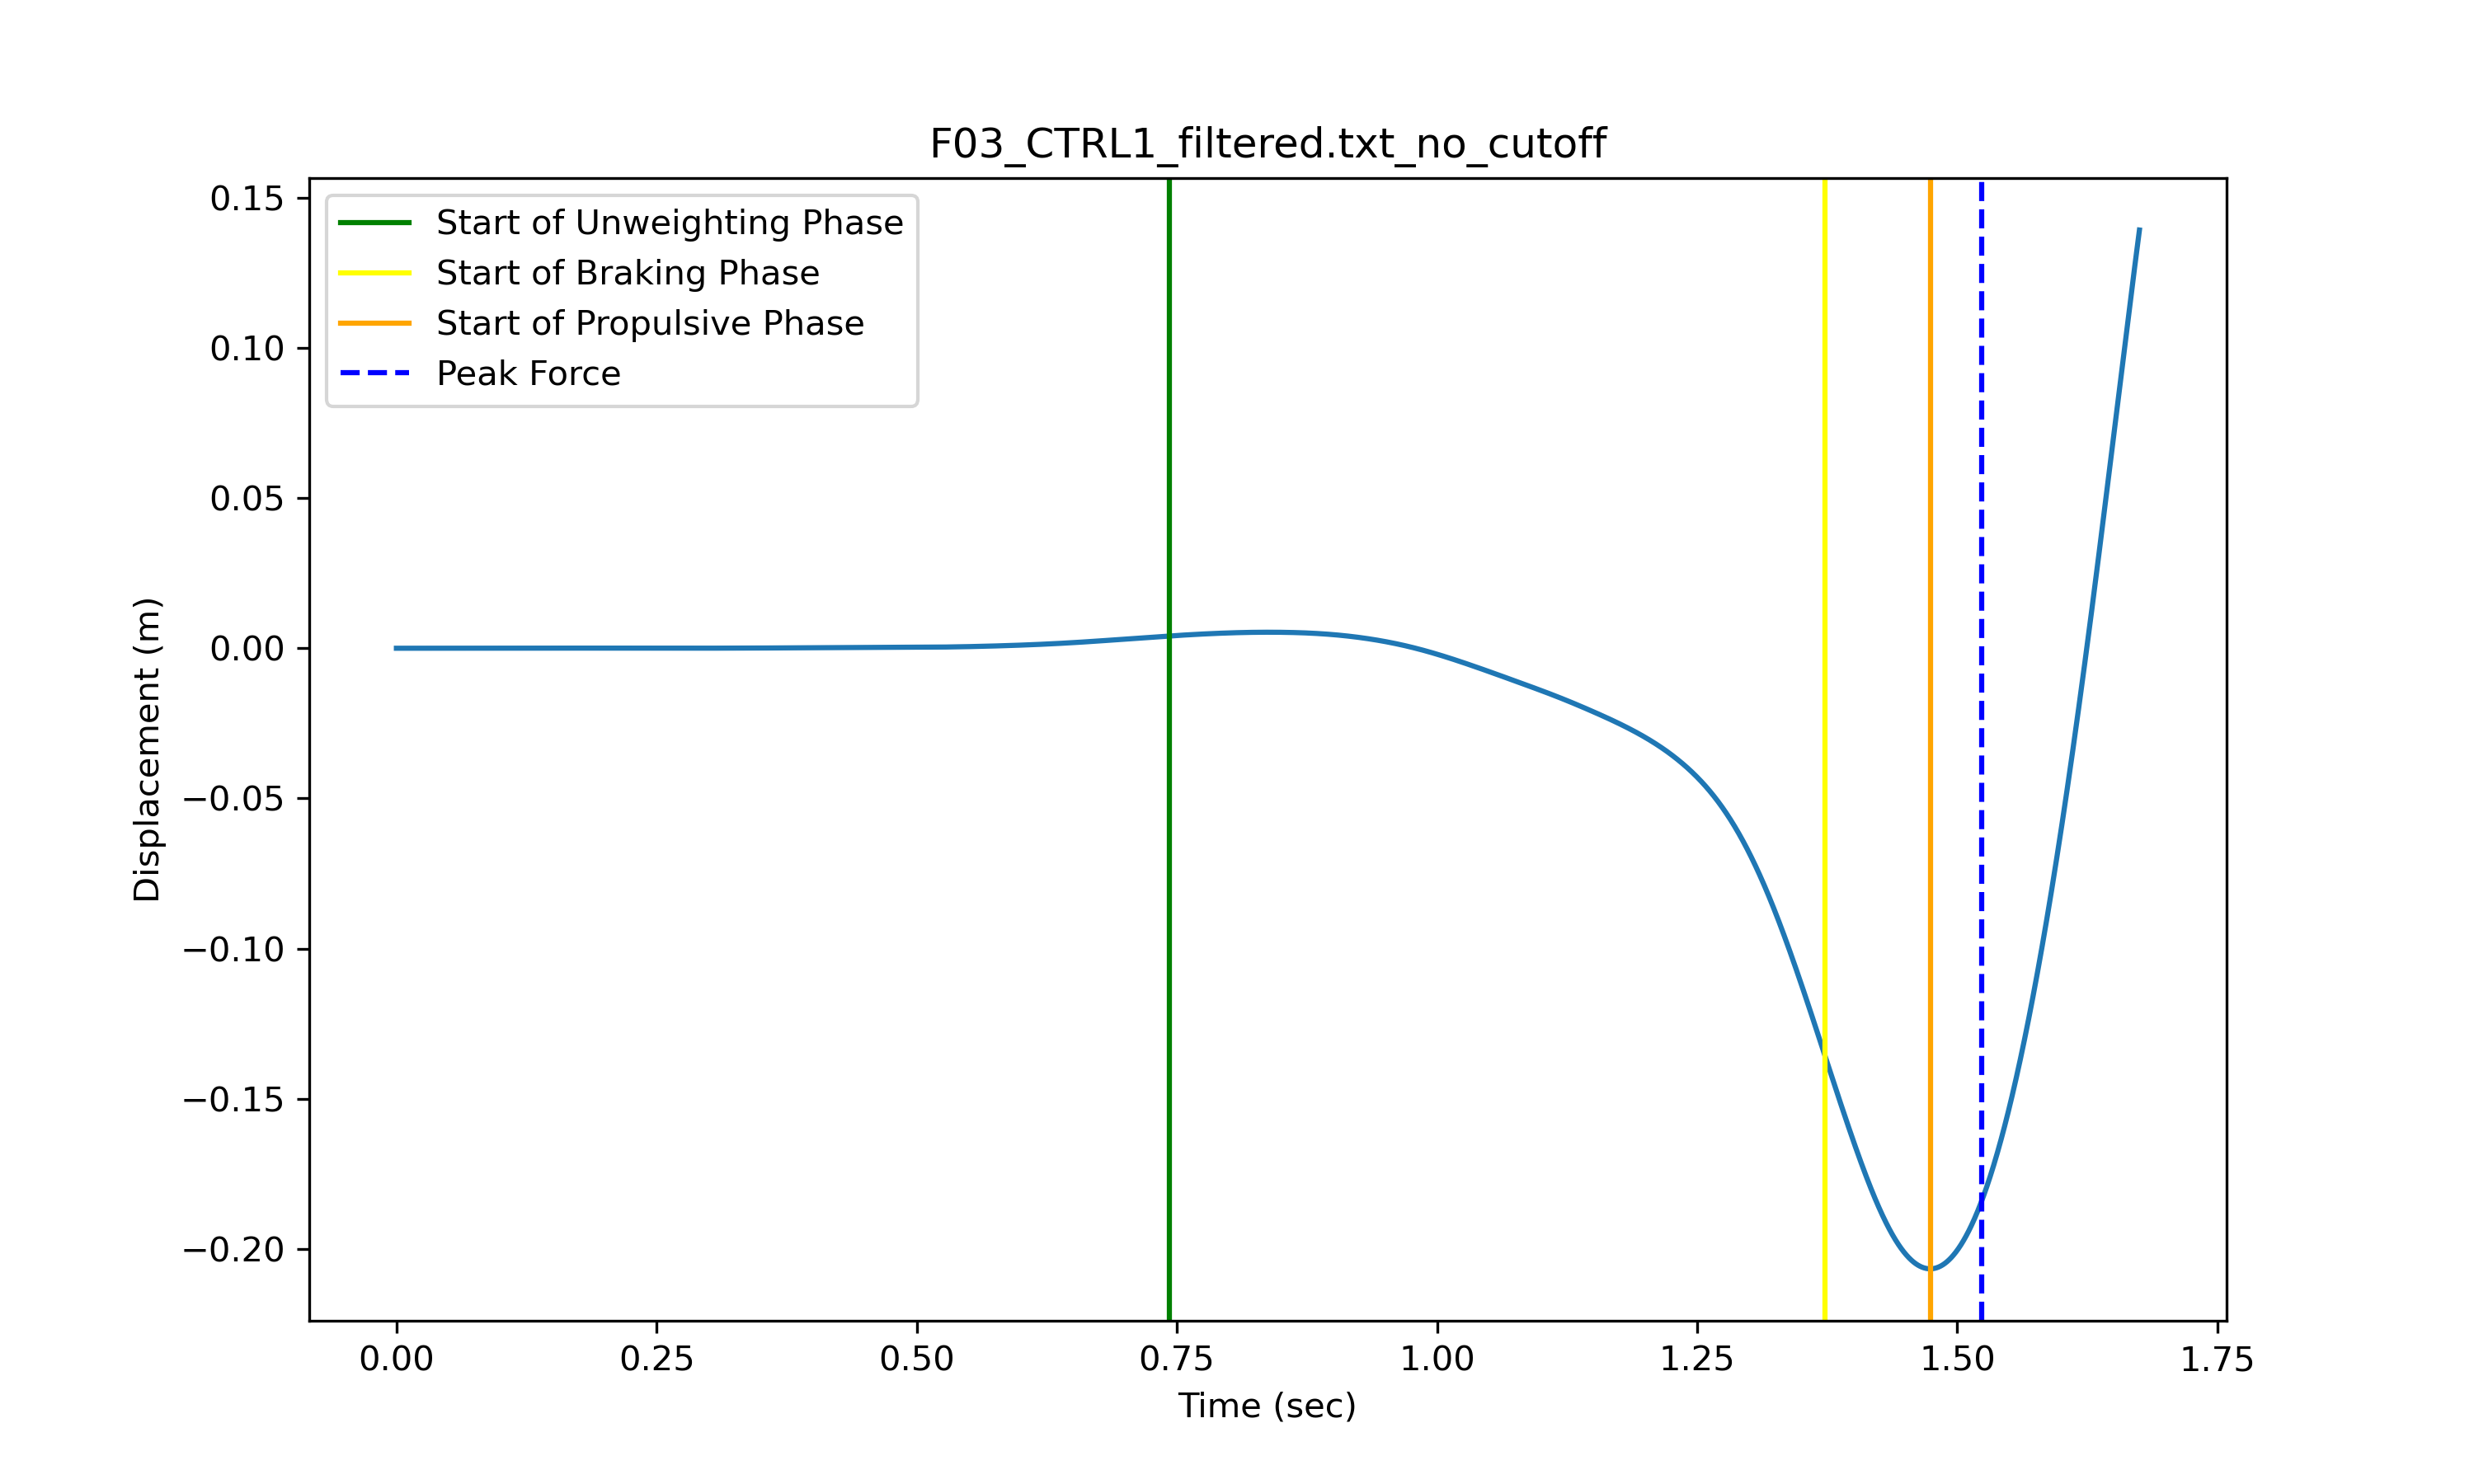 F03_CTRL1_filtered.txt_no_cutoff
Start of Unweighting Phase
Start of Braking Phase
Start of Propulsive Phase
Peak Force
0.15
0.10
0.05
0.00
−0.05
−0.10
−0.15
−0.20
Displacement (m)
0.00 0.25 0.50 0.75 1.00 1.25 1.50 1.75
Time (sec)